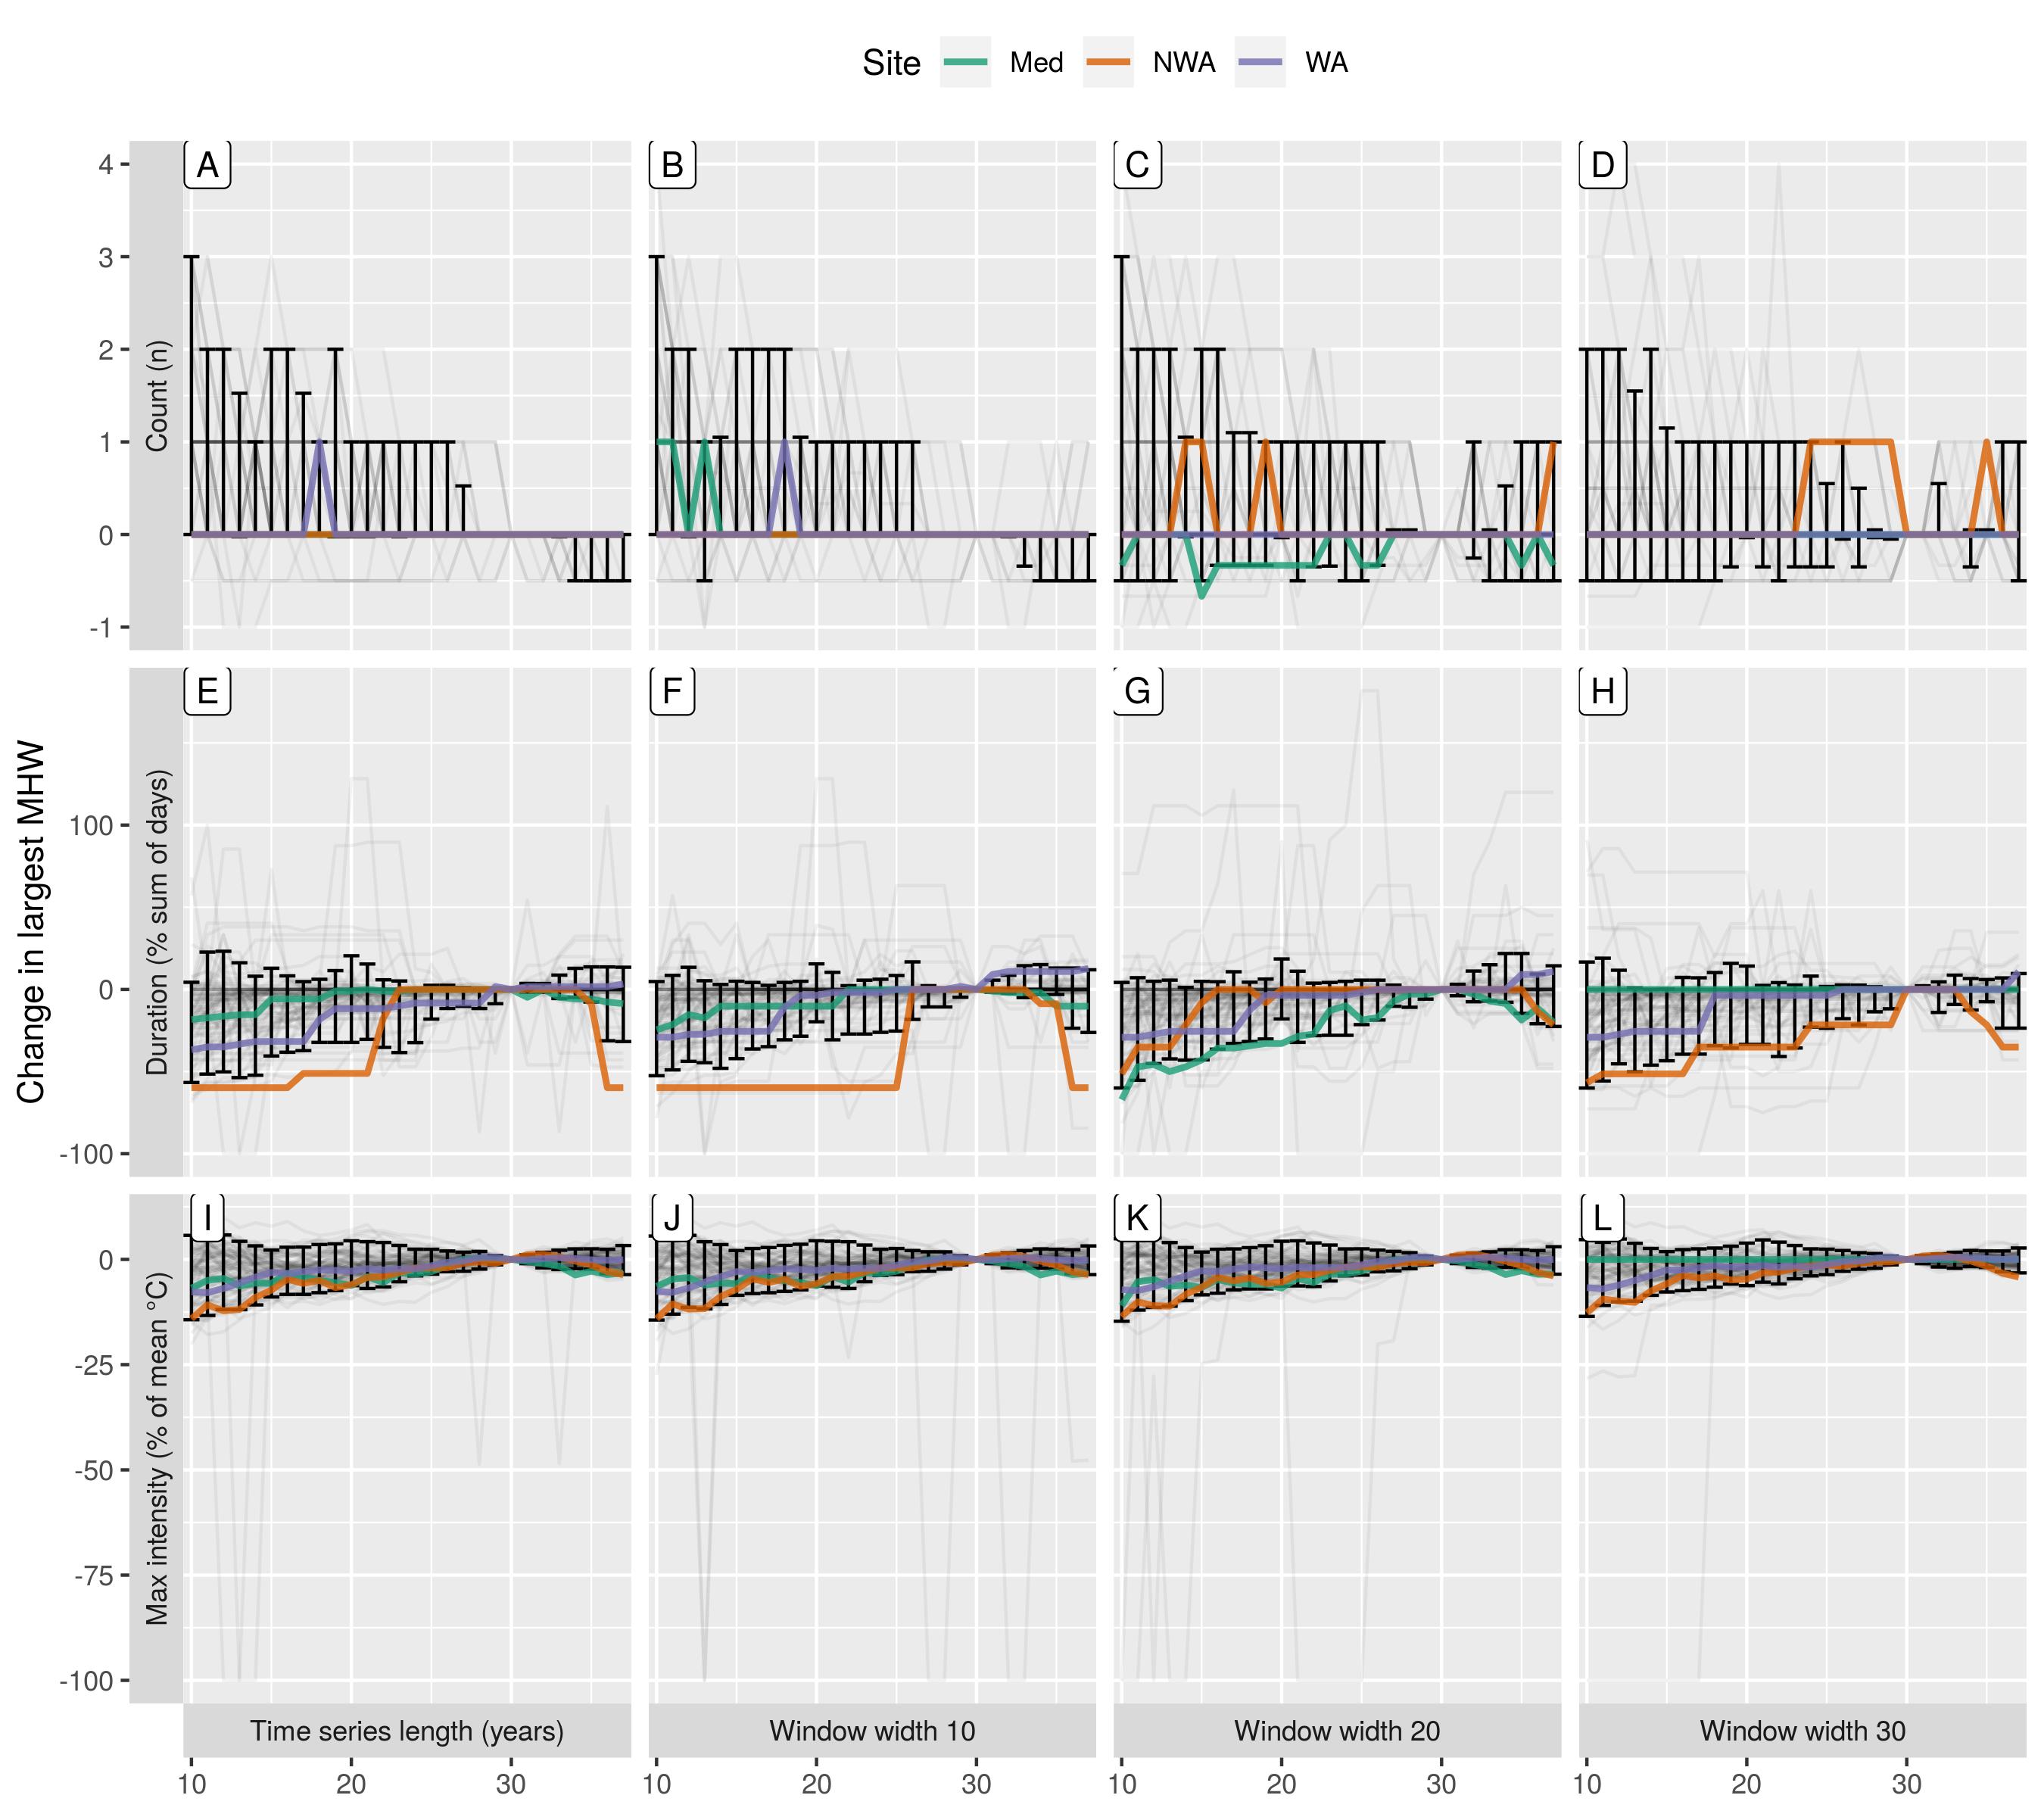 Site Med NWA WA
A B C D
4
3
2
1
0
-1
Count (n)
E F G H
100
0
-100
Duration (% sum of days)
Change in largest MHW
I J K L
0
-25
-50
-75
-100
Max intensity (% of mean °C)
Time series length (years) Window width 10 Window width 20 Window width 30
10 20 30 10 20 30 10 20 30 10 20 30